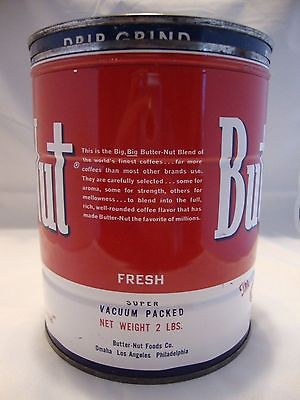 DRIP GRIND
Nut®
This is the Big, Big Butter-Nut Blend of
the world's finest coffees... far more
coffees than most other brands use.
They are carefully selected... some for
aroma, some for strength, others for
mellowness... to blend into the full,
rich, well-rounded coffee flavor that has
made Butter-Nut the favorite of millions.
But
FRESH
SUPER
VACUUM PACKED
NET WEIGHT 2 LBS.
Butter-Nut Foods Co.
Omaha Los Angeles Philadelphia